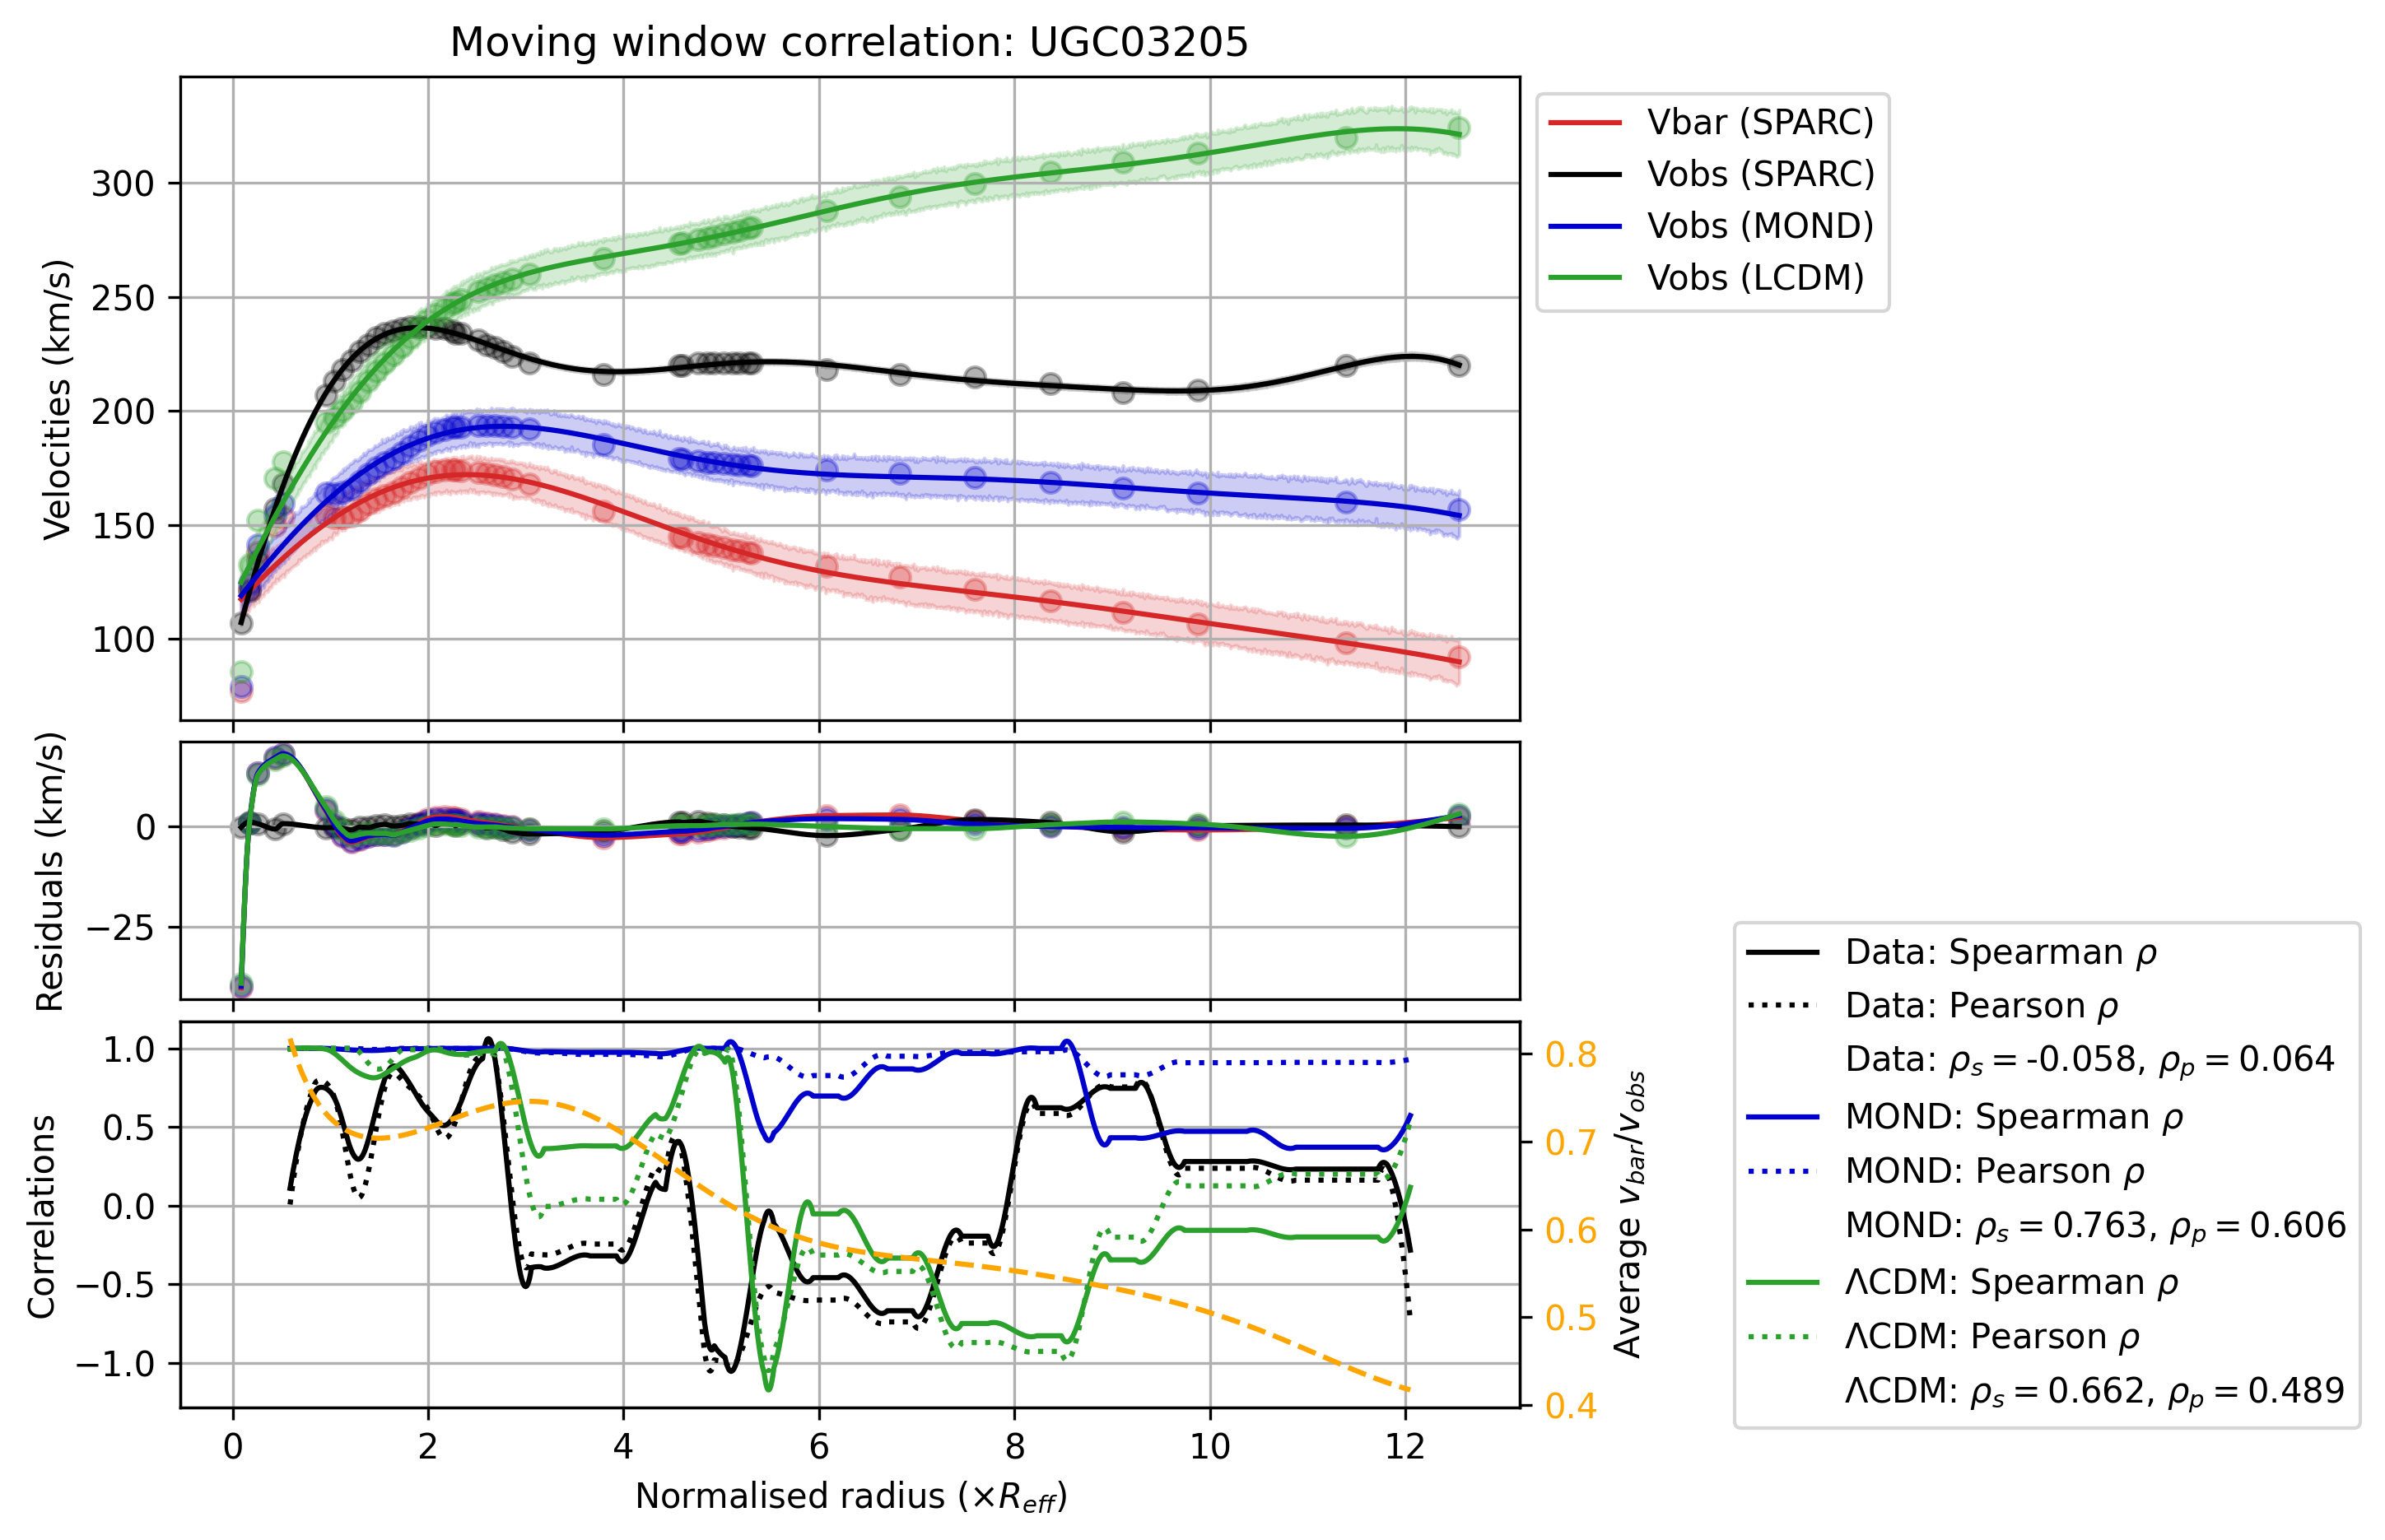 Moving window correlation: UGC03205
Velocities (km/s)
300
250
200
150
100
Vbar (SPARC)
Vobs (SPARC)
Vobs (MOND)
Vobs (LCDM)
Residuals (km/s)
0
−25
Correlations
1.0
0.5
0.0
−0.5
−1.0
0.8
0.7
0.6
0.5
0.4
Average v_bar/v_obs
0 2 4 6 8 10 12
Normalised radius (×R_eff)
Data: Spearman ρ
Data: Pearson ρ
Data: ρ_s = -0.058, ρ_p = 0.064
MOND: Spearman ρ
MOND: Pearson ρ
MOND: ρ_s = 0.763, ρ_p = 0.606
ΛCDM: Spearman ρ
ΛCDM: Pearson ρ
ΛCDM: ρ_s = 0.662, ρ_p = 0.489